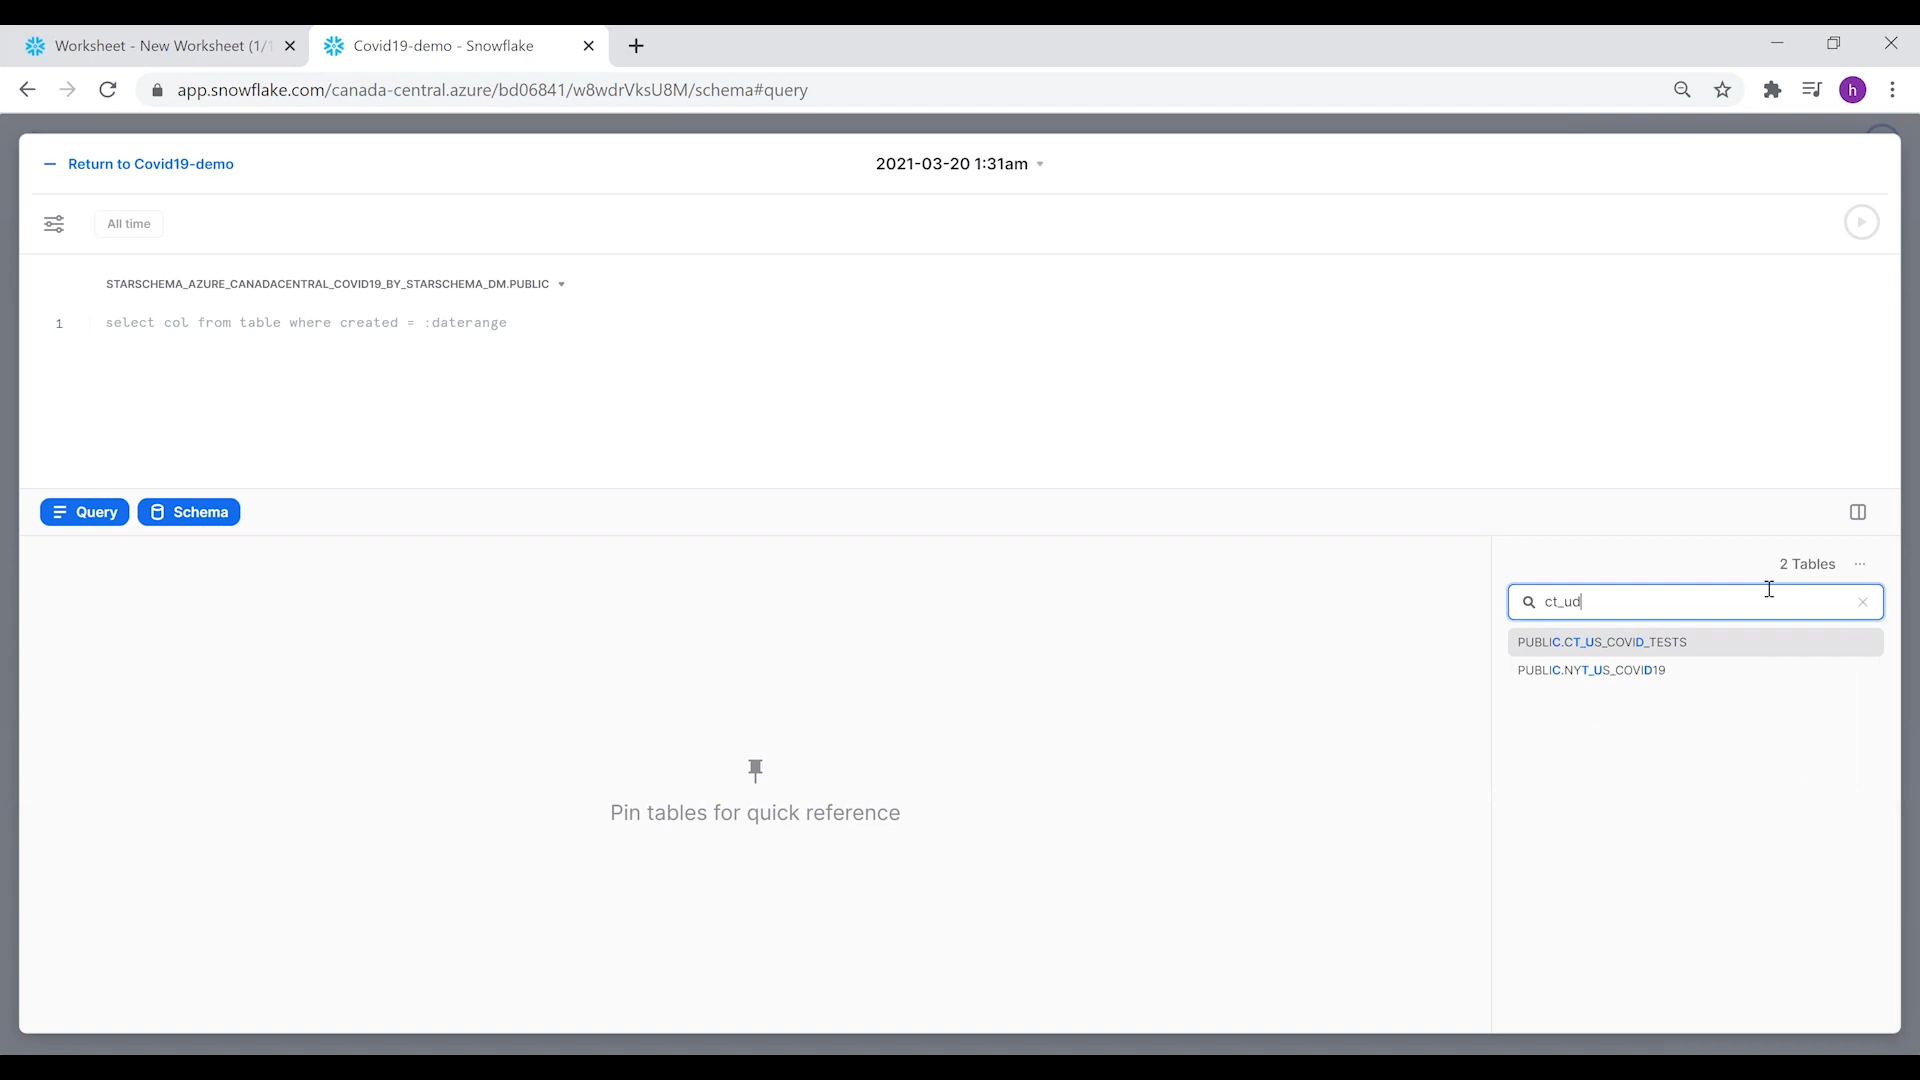 Worksheet - New Worksheet (1/1
Covid19-demo - Snowflake
app.snowflake.com/canada-central.azure/bd06841/w8wdrVksU8M/schema#query
h
Return to Covid19-demo
2021-03-20 1:31am
All time
STARSCHEMA_AZURE_CANADACENTRAL_COVID19_BY_STARSCHEMA_DM.PUBLIC
1 select col from table where created = :daterange
Query
Schema
2 Tables ...
ct_ud
PUBLIC.CT_US_COVID_TESTS
PUBLIC.NYT_US_COVID19
Pin tables for quick reference